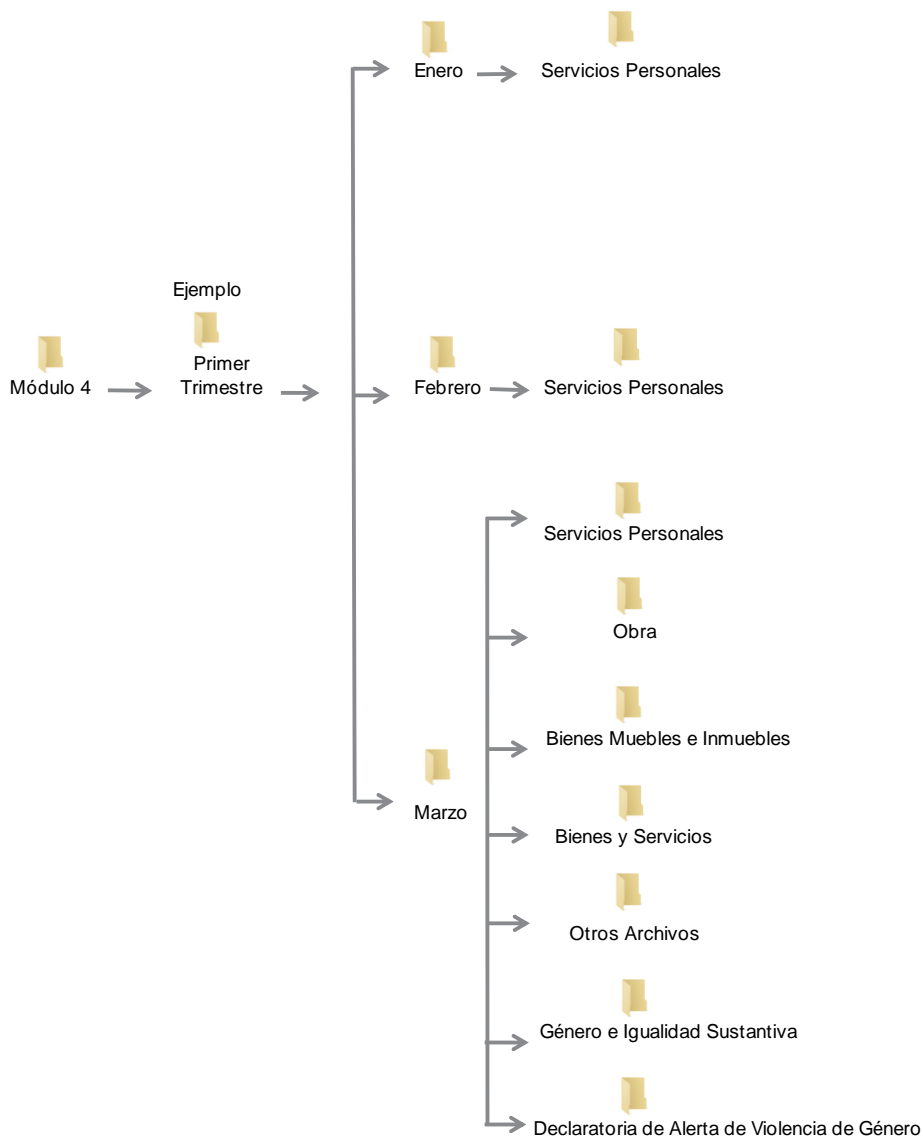 Enero
Servicios Personales
Ejemplo
Módulo 4
Primer
Trimestre
Febrero
Servicios Personales
Servicios Personales
Obra
Bienes Muebles e Inmuebles
Marzo
Bienes y Servicios
Otros Archivos
Género e Igualidad Sustantiva
Declaratoria de Alerta de Violencia de Género